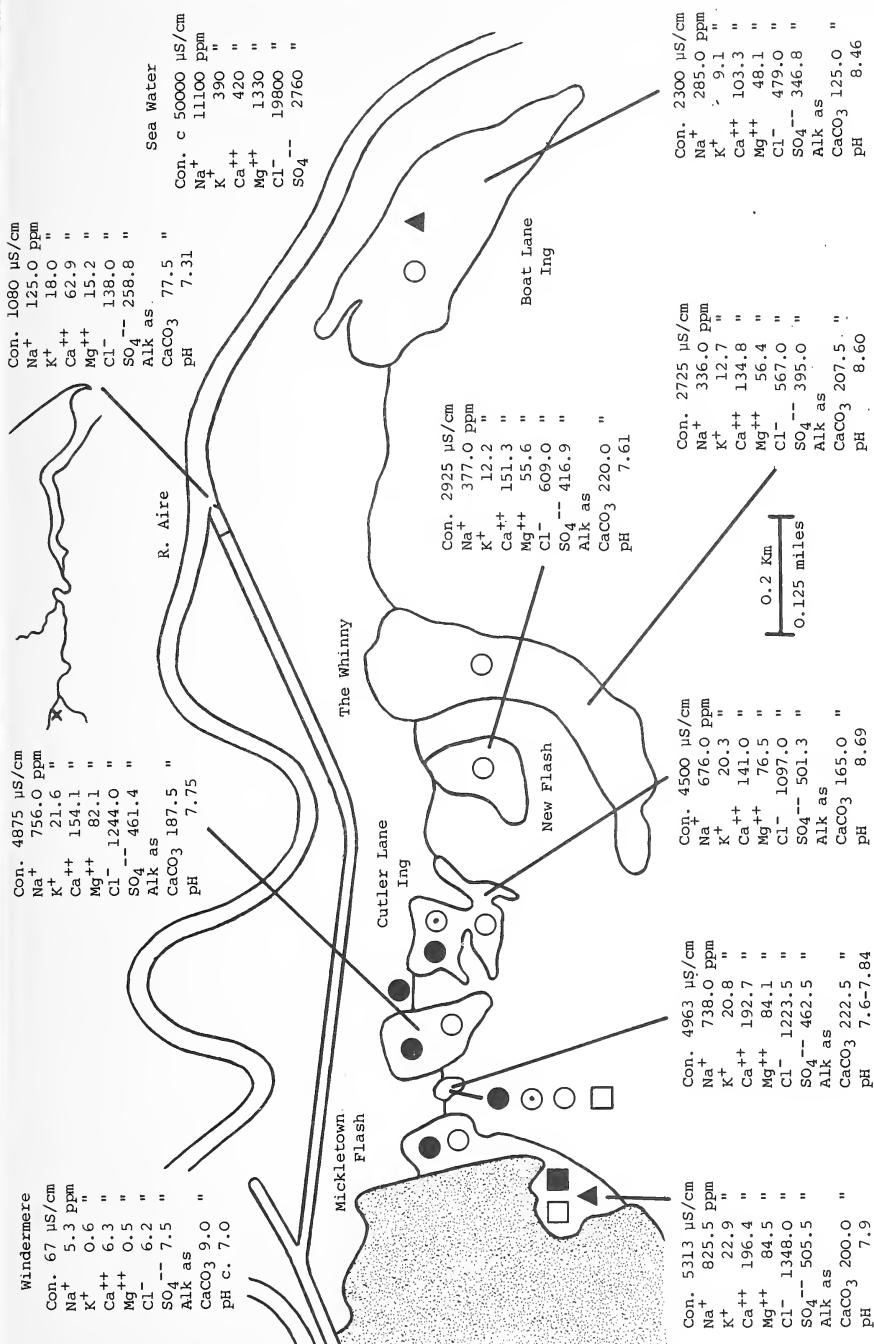 Windermere
Con. 67 µS/cm
Na+ 5.3 ppm
K+ 0.6 "
Ca++ 6.3 "
Mg++ 0.5 "
Cl- 6.2 "
SO4-- 7.5 "
Alk as
CaCO3 9.0 "
pH c. 7.0
Con. 4875 µS/cm
Na+ 756.0 ppm
K+ 21.6 "
Ca++ 154.1 "
Mg++ 82.1 "
Cl- 1244.0 "
SO4-- 461.4 "
Alk as
CaCO3 187.5 "
pH 7.75
Con. 1080 µS/cm
Na+ 125.0 ppm
K+ 18.0 "
Ca++ 62.9 "
Mg++ 15.2 "
Cl- 138.0 "
SO4-- 258.8 "
Alk as
CaCO3 77.5 "
pH 7.31
Sea Water
Con. c 50000 µS/cm
Na+ 11100 ppm
K+ 390 "
Ca++ 420 "
Mg++ 1330 "
Cl- 19800 "
SO4-- 2760 "
x
R. Aire
Mickletown
Flash
Cutler Lane
Ing
The Whinny
New Flash
Boat Lane
Ing
Con. 2925 µS/cm
Na+ 377.0 ppm
K+ 12.2 "
Ca++ 151.3 "
Mg++ 55.6 "
Cl- 609.0 "
SO4-- 416.9 "
Alk as
CaCO3 220.0 "
pH 7.61
0.2 Km
0.125 miles
Con. 5313 µS/cm
Na+ 825.5 ppm
K+ 22.9 "
Ca++ 196.4 "
Mg++ 84.5 "
Cl- 1348.0 "
SO4-- 505.5 "
Alk as
CaCO3 200.0 "
pH 7.9
Con. 4963 µS/cm
Na+ 738.0 ppm
K+ 20.8 "
Ca++ 192.7 "
Mg++ 84.1 "
Cl- 1223.5 "
SO4-- 462.5 "
Alk as
CaCO3 222.5 "
pH 7.6-7.84
Con. 4500 µS/cm
Na+ 676.0 ppm
K+ 20.3 "
Ca++ 141.0 "
Mg++ 76.5 "
Cl- 1097.0 "
SO4-- 501.3 "
Alk as
CaCO3 165.0 "
pH 8.69
Con. 2725 µS/cm
Na+ 336.0 ppm
K+ 12.7 "
Ca++ 134.8 "
Mg++ 56.4 "
Cl- 567.0 "
SO4-- 395.0 "
Alk as
CaCO3 207.5 "
pH 8.60
Con. 2300 µS/cm
Na+ 285.0 ppm
K+ 9.1 "
Ca++ 103.3 "
Mg++ 48.1 "
Cl- 479.0 "
SO4-- 346.8 "
Alk as
CaCO3 125.0 "
pH 8.46